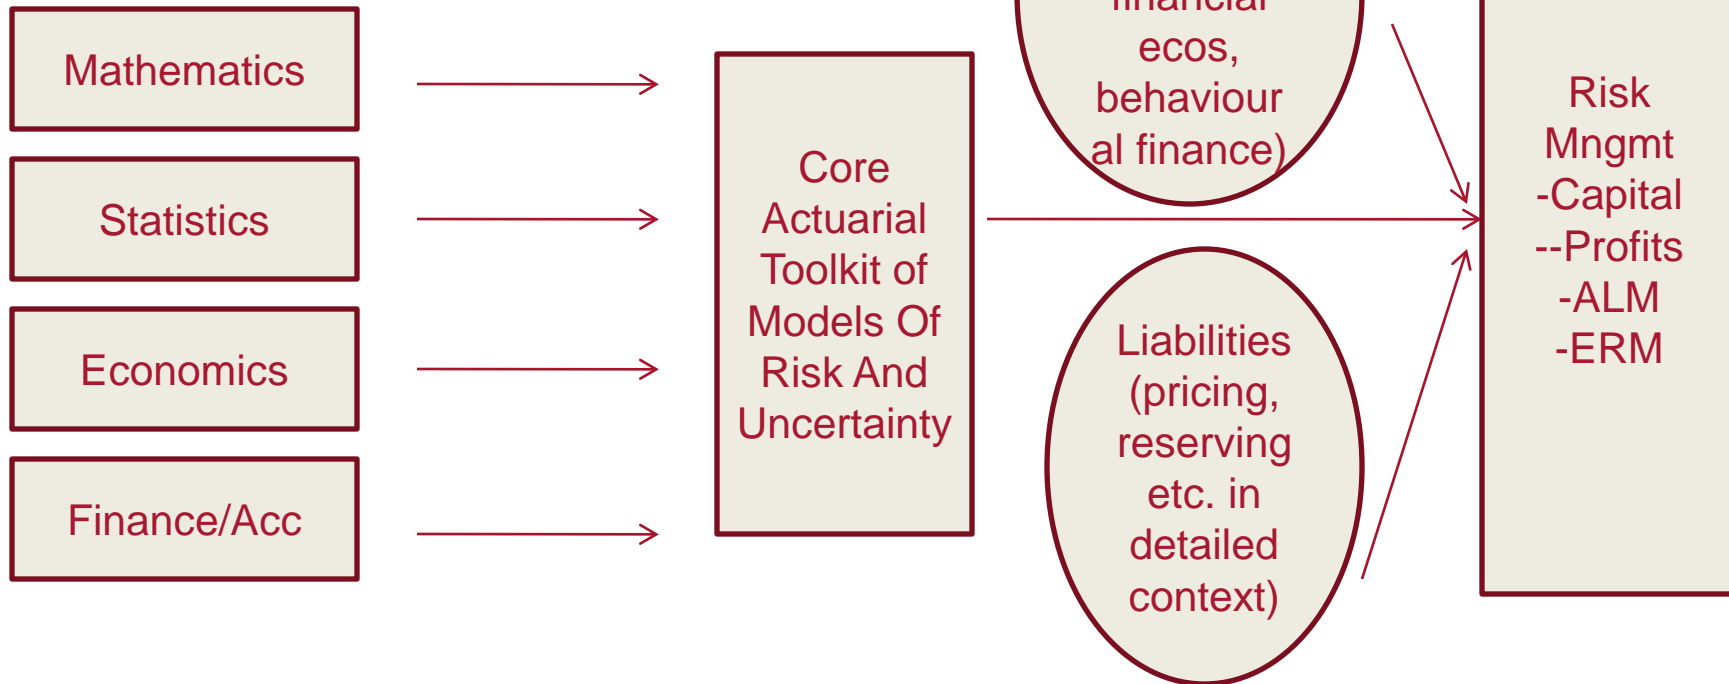 Mathematics
Statistics
Economics
Finance/Acc
Core
Actuarial
Toolkit of
Models Of
Risk And
Uncertainty
financial
ecos,
behaviour
al finance)
Liabilities
(pricing,
reserving
etc. in
detailed
context)
Risk
Mngmt
-Capital
--Profits
-ALM
-ERM